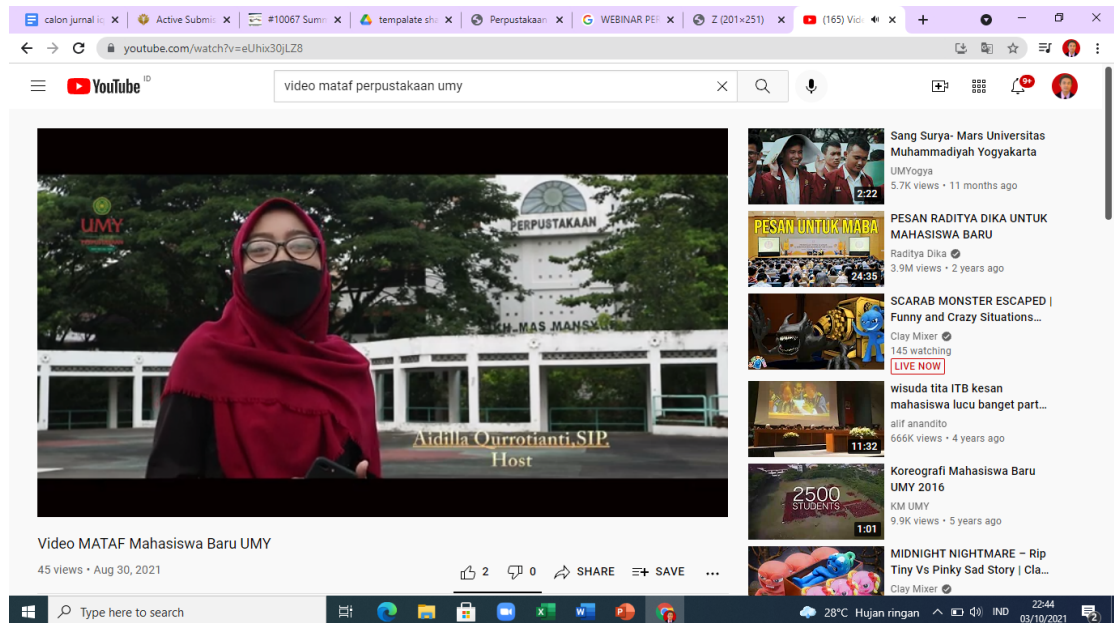 calon jurnal ic
Active Submis
#10067 Summ
tempalate sha
Perpustakaan
WEBINAR PER
Z (201×251)
(165) Vid
youtube.com/watch?v=eUhix30jLZ8
YouTube ID
video mataf perpustakaan umy
9+
UMY
PERPUSTAKAAN
KH. MAS MANSYUR
Aidilla Qurrotianti,SIP.
Host
Video MATAF Mahasiswa Baru UMY
45 views • Aug 30, 2021
2 0 SHARE SAVE ...
2:22
Sang Surya- Mars Universitas
Muhammadiyah Yogyakarta
UMYogya
5.7K views • 11 months ago
PESAN UNTUK MABA
24:35
PESAN RADITYA DIKA UNTUK
MAHASISWA BARU
Raditya Dika
3.9M views • 2 years ago
SCARAB MONSTER ESCAPED |
Funny and Crazy Situations...
Clay Mixer
145 watching
LIVE NOW
11:32
wisuda tita ITB kesan
mahasiswa lucu banget part...
alif anandito
666K views • 4 years ago
2500
STUDENTS
1:01
Koreografi Mahasiswa Baru
UMY 2016
KM UMY
9.9K views • 5 years ago
MIDNIGHT NIGHTMARE – Rip
Tiny Vs Pinky Sad Story | Cla...
Clay Mixer
Type here to search
28°C Hujan ringan
IND
22:44
03/10/2021
2